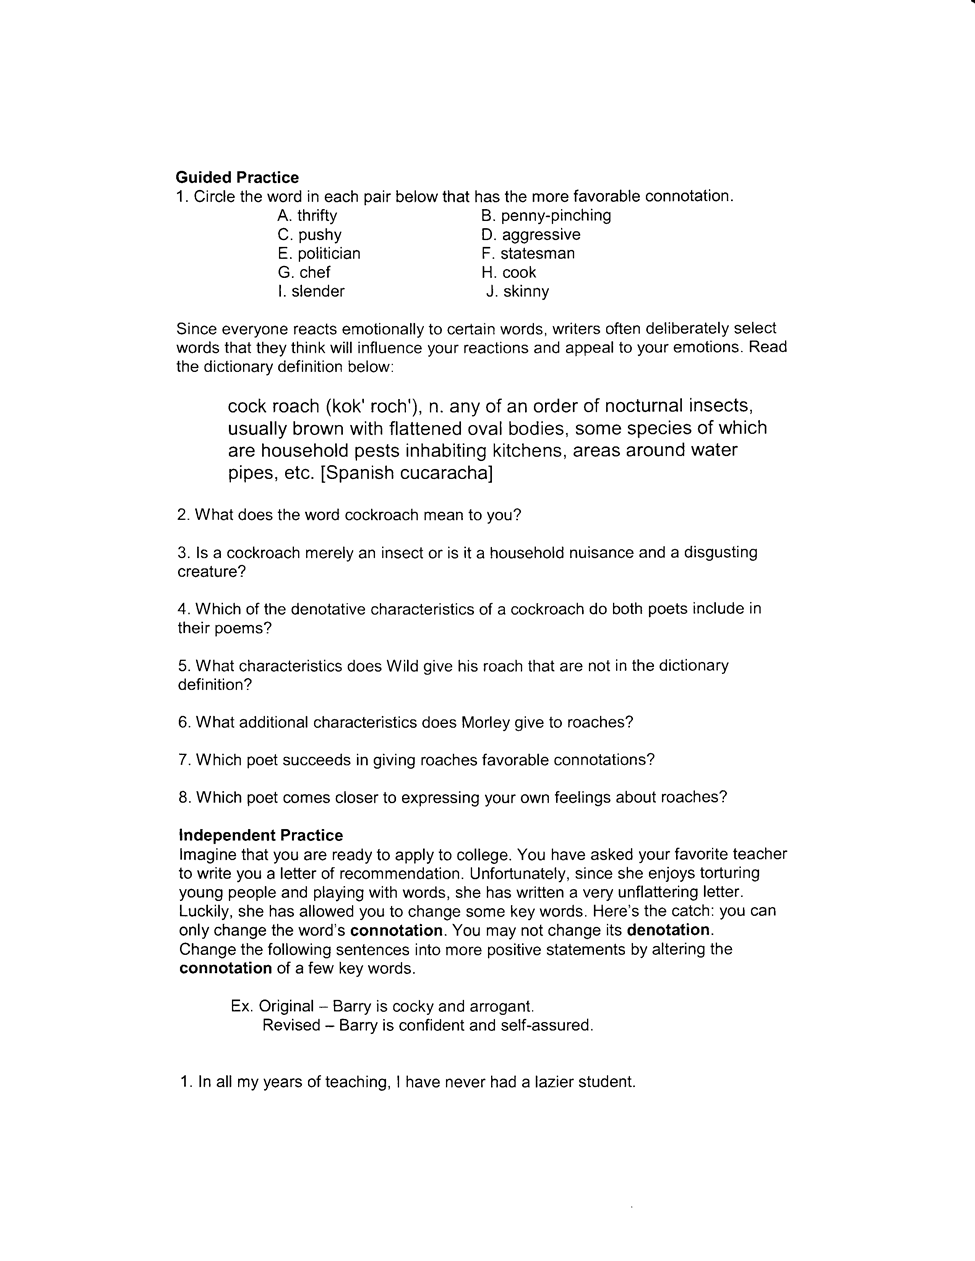 Guided Practice
1. Circle the word in each pair below that has the more favorable connotation.
A. thrifty B. penny-pinching
C. pushy D. aggressive
E. politician F. statesman
G. chef H. cook
I. slender J. skinny
Since everyone reacts emotionally to certain words, writers often deliberately select
words that they think will influence your reactions and appeal to your emotions. Read
the dictionary definition below:
cock roach (kok' roch'), n. any of an order of nocturnal insects,
usually brown with flattened oval bodies, some species of which
are household pests inhabiting kitchens, areas around water
pipes, etc. [Spanish cucaracha]
2. What does the word cockroach mean to you?
3. Is a cockroach merely an insect or is it a household nuisance and a disgusting
creature?
4. Which of the denotative characteristics of a cockroach do both poets include in
their poems?
5. What characteristics does Wild give his roach that are not in the dictionary
definition?
6. What additional characteristics does Morley give to roaches?
7. Which poet succeeds in giving roaches favorable connotations?
8. Which poet comes closer to expressing your own feelings about roaches?
Independent Practice
Imagine that you are ready to apply to college. You have asked your favorite teacher
to write you a letter of recommendation. Unfortunately, since she enjoys torturing
young people and playing with words, she has written a very unflattering letter.
Luckily, she has allowed you to change some key words. Here's the catch: you can
only change the word's connotation. You may not change its denotation.
Change the following sentences into more positive statements by altering the
connotation of a few key words.
Ex. Original – Barry is cocky and arrogant.
Revised – Barry is confident and self-assured.
1. In all my years of teaching, I have never had a lazier student.